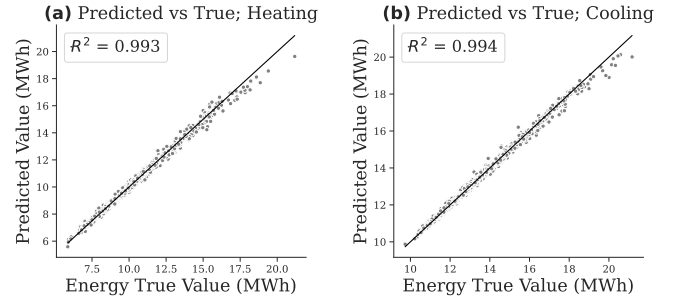 (a) Predicted vs True; Heating
R² = 0.993
Predicted Value (MWh)
20
18
16
14
12
10
8
6
7.5 10.0 12.5 15.0 17.5 20.0
Energy True Value (MWh)
(b) Predicted vs True; Cooling
R² = 0.994
Predicted Value (MWh)
20
18
16
14
12
10
10 12 14 16 18 20
Energy True Value (MWh)